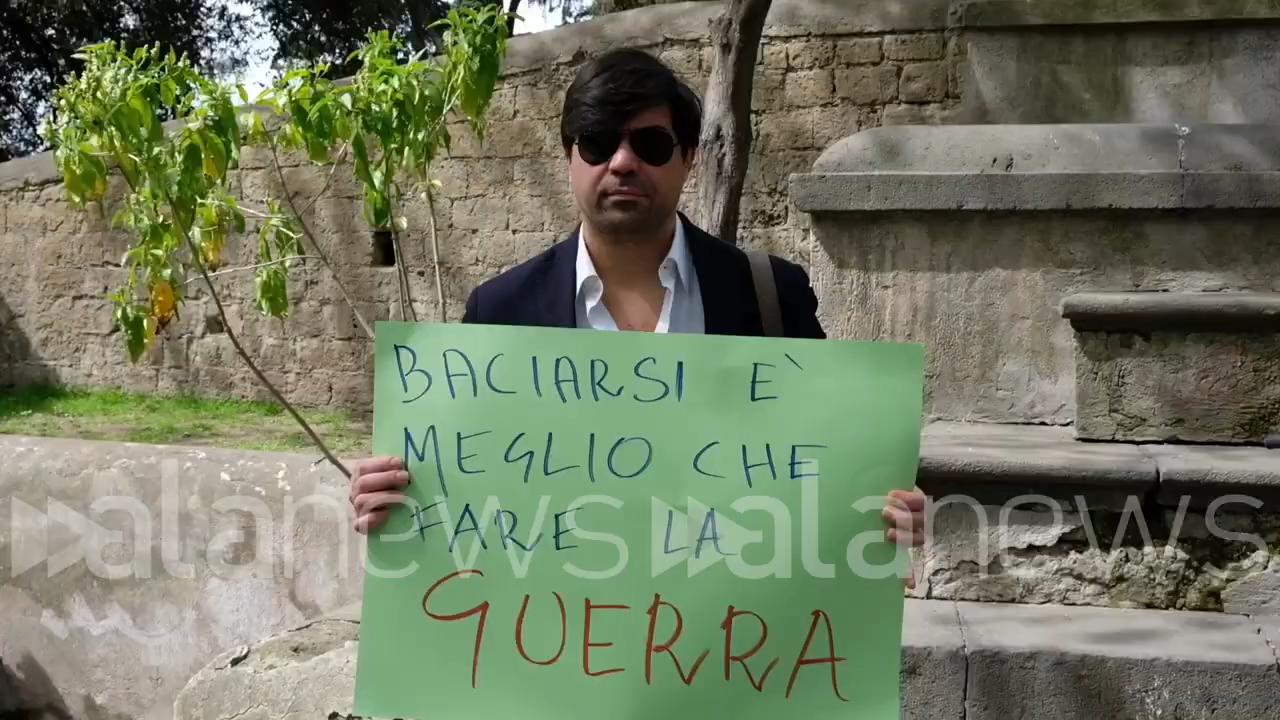 BACIARSI È
MEGLIO CHE
FARE LA
GUERRA
alanews alanews